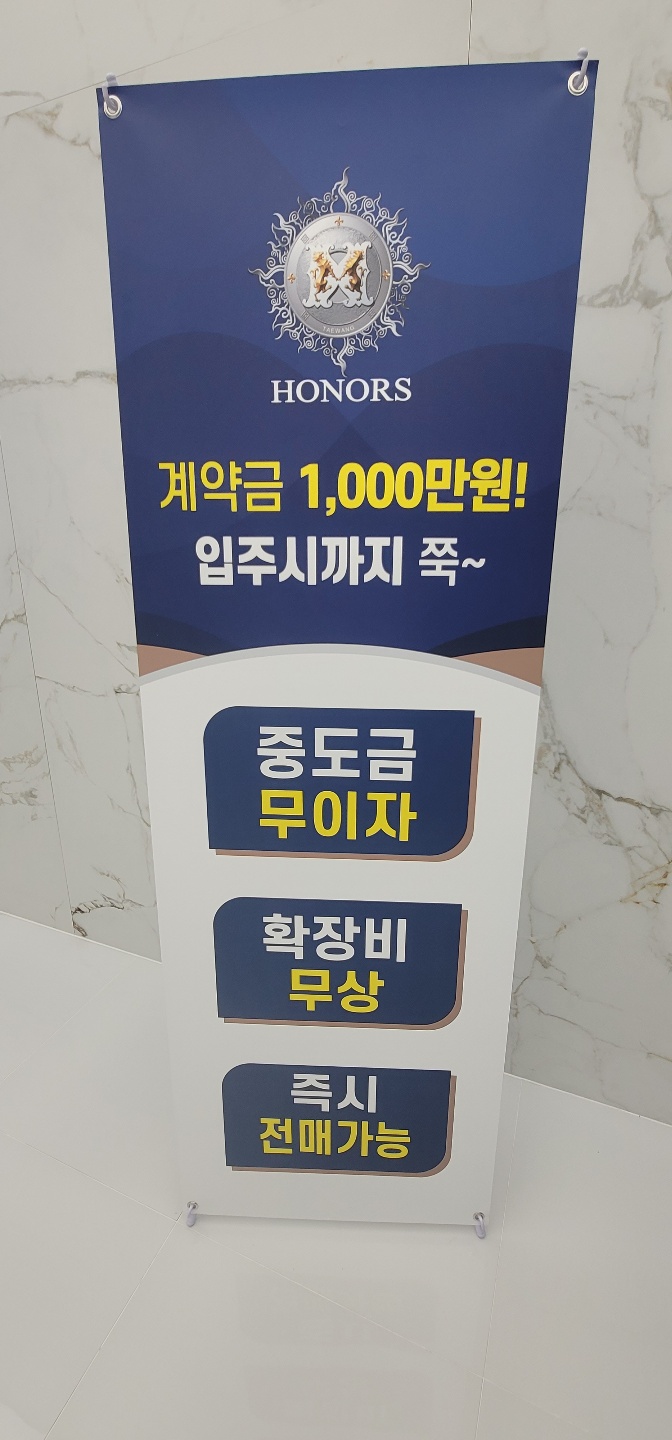 TAEWANG
HONORS
계약금 1,000만원!
입주시까지 쭉~
중도금
무이자
확장비
무상
즉시
전매가능